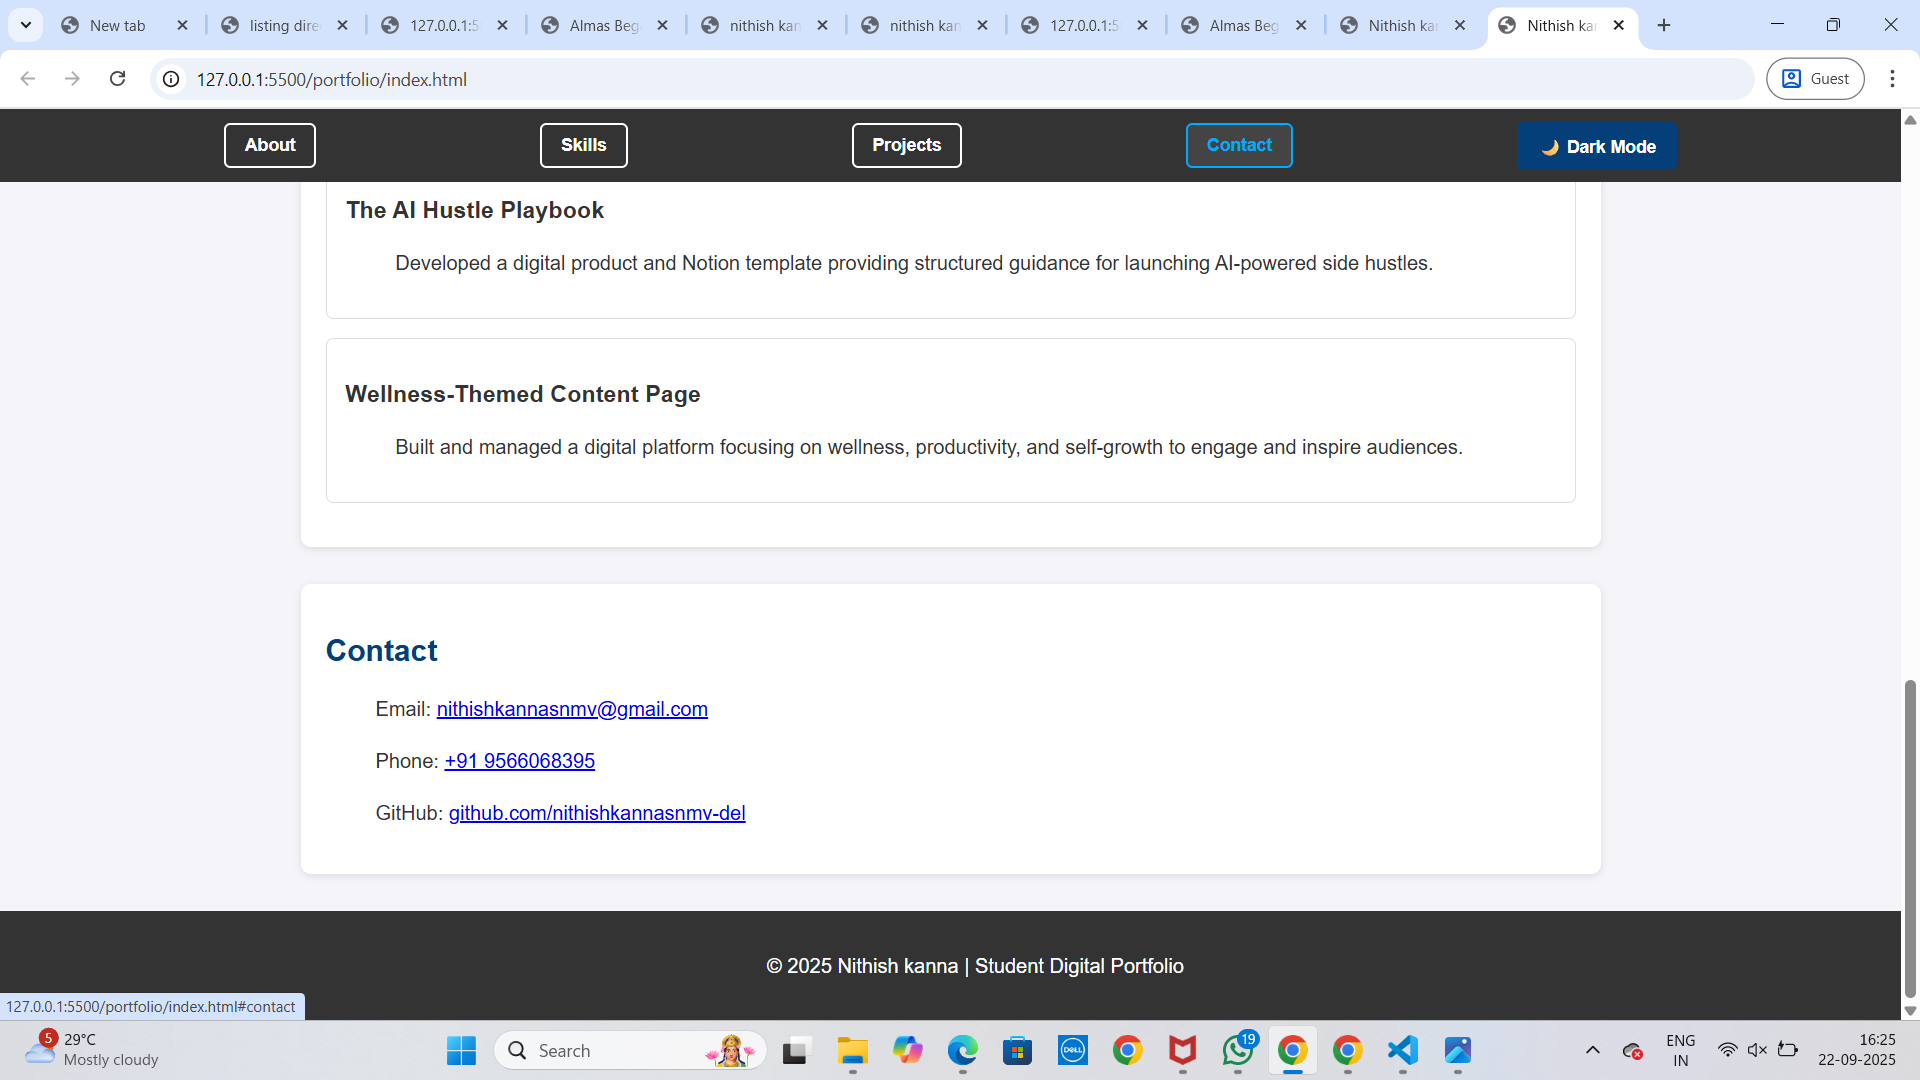 New tab
listing dire
127.0.0.1:5
Almas Beg
nithish kan
nithish kan
127.0.0.1:5
Almas Beg
Nithish kan
Nithish kan
127.0.0.1:5500/portfolio/index.html
Guest
About
Skills
Projects
Contact
🌙 Dark Mode
The AI Hustle Playbook
Developed a digital product and Notion template providing structured guidance for launching AI-powered side hustles.
Wellness-Themed Content Page
Built and managed a digital platform focusing on wellness, productivity, and self-growth to engage and inspire audiences.
Contact
Email: nithishkannasnmv@gmail.com
Phone: +91 9566068395
GitHub: github.com/nithishkannasnmv-del
© 2025 Nithish kanna | Student Digital Portfolio
127.0.0.1:5500/portfolio/index.html#contact
5
29°C
Mostly cloudy
Search
DELL
19
ENG
IN
16:25
22-09-2025